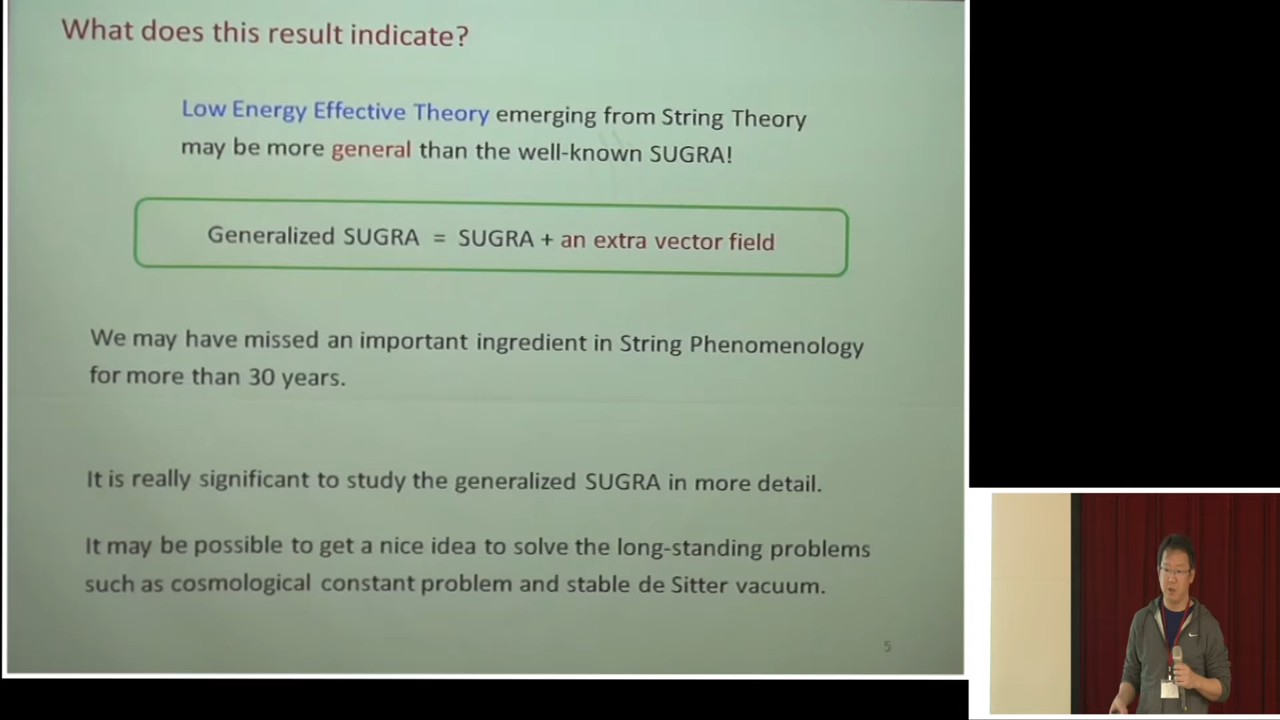 What does this result indicate?
Low Energy Effective Theory emerging from String Theory
may be more general than the well-known SUGRA!
Generalized SUGRA = SUGRA + an extra vector field
We may have missed an important ingredient in String Phenomenology
for more than 30 years.
It is really significant to study the generalized SUGRA in more detail.
It may be possible to get a nice idea to solve the long-standing problems
such as cosmological constant problem and stable de Sitter vacuum.
5